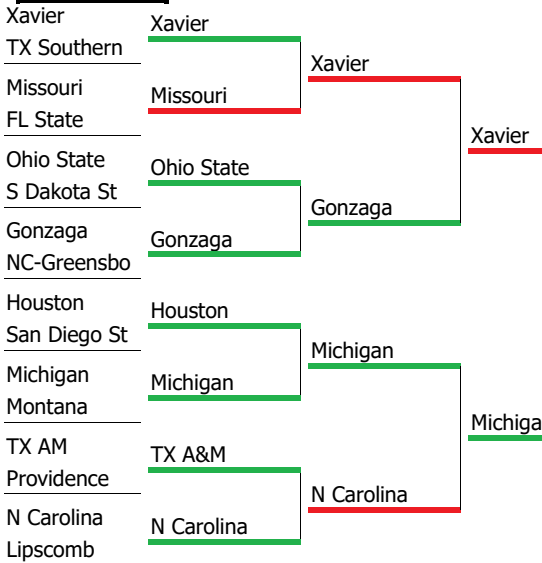 Xavier
TX Southern
Missouri
FL State
Ohio State
S Dakota St
Gonzaga
NC-Greensbo
Houston
San Diego St
Michigan
Montana
TX AM
Providence
N Carolina
Lipscomb
Xavier
Missouri
Ohio State
Gonzaga
Houston
Michigan
TX A&M
N Carolina
Xavier
Gonzaga
Michigan
N Carolina
Xavier
Michiga